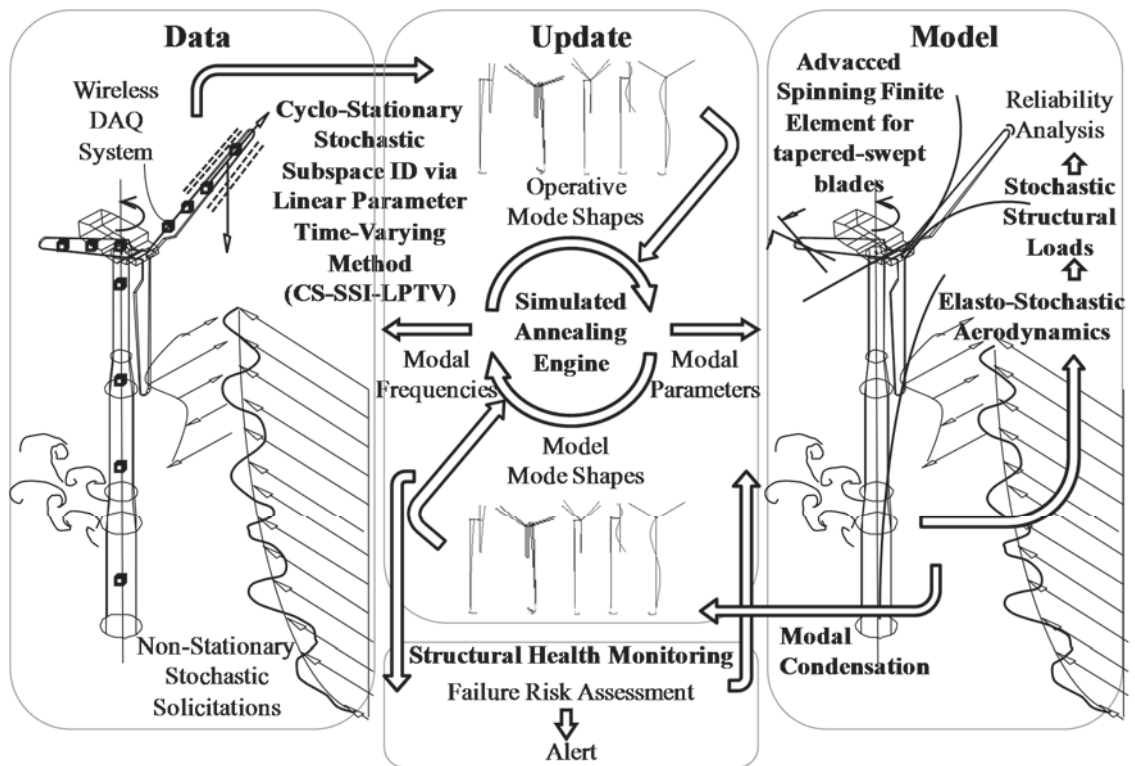 Data
Wireless
DAQ
System
Cyclo-Stationary
Stochastic
Subspace ID via
Linear Parameter
Time-Varying
Method
(CS-SSI-LPTV)
Non-Stationary
Stochastic
Solicitations
Update
Operative
Mode Shapes
Simulated
Annealing
Engine
Modal
Frequencies
Modal
Parameters
Model
Mode Shapes
Structural Health Monitoring
Failure Risk Assessment
Alert
Model
Advacced
Spinning Finite
Element for
tapered-swept
blades
Reliability
Analysis
Stochastic
Structural
Loads
Elasto-Stochastic
Aerodynamics
Modal
Condensation